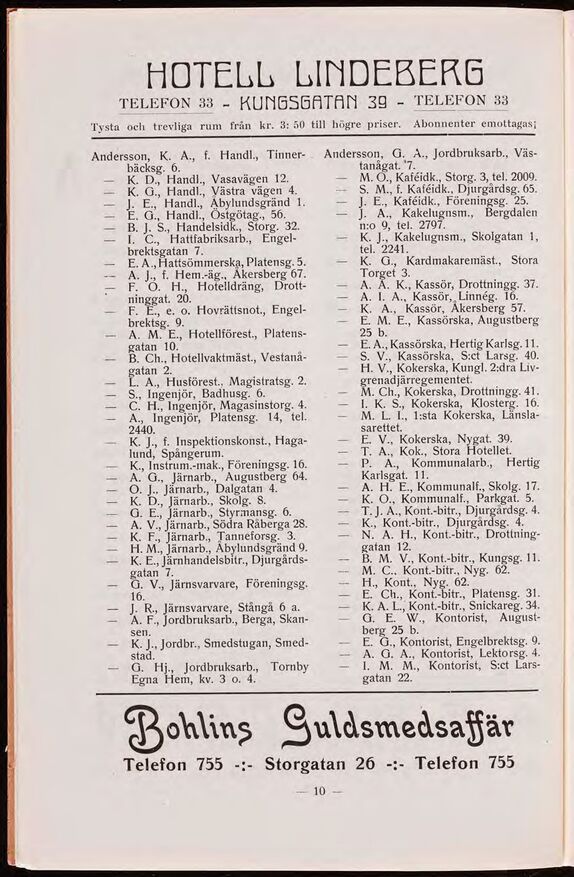 HOTELL LINDEBERG
TELEFON 33 - KUNGSGATAN 39 - TELEFON 33
Tysta och trevliga rum från kr. 3: 50 till högre priser. Abonnenter emottagas;
Andersson, K. A., f. Handl., Tinner-
bäcksg. 6.
— K. D., Handl., Vasavägen 12.
— K. G., Handl., Västra vägen 4.
— J. E., Handl., Åbylundsgränd 1.
— E. G., Handl., Östgötag., 56.
— B. J. S., Handelsidk., Storg. 32.
— I. C., Hattfabriksarb., Engel-
brektsgatan 7.
— E. A., Hattsömmerska, Platensg. 5.
— A. J., f. Hem.-äg., Åkersberg 67.
— F. O. H., Hotelldräng, Drott-
ninggat. 20.
— F. E., e. o. Hovrättsnot., Engel-
brektsg. 9.
— A. M. E., Hotellförest., Platens-
gatan 10.
— B. Ch., Hotellvaktmäst., Vestanå-
gatan 2.
— L. A., Husförest., Magistratsg. 2.
— S., Ingenjör, Badhusg. 6.
— C. H., Ingenjör, Magasinstorg. 4.
— A., Ingenjör, Platensg. 14, tel.
2440.
— K. J., f. Inspektionskonst., Haga-
lund, Spångerum.
— K., Instrum.-mak., Föreningsg. 16.
— A. G., Järnarb., Augustberg 64.
— O. J., Järnarb., Dalgatan 4.
— K. D., Järnarb., Skolg. 8.
— G. E., Järnarb., Styrmansg. 6.
— A. V., Järnarb., Södra Råberga 28.
— K. F., Järnarb., Tanneforsg. 3.
— H. M., Järnarb., Åbylundsgränd 9.
— K. E., Järnhandelsbitr., Djurgårds-
gatan 7.
— G. V., Järnsvarvare, Föreningsg.
16.
— J. R., Järnsvarvare, Stångå 6 a.
— A. F., Jordbruksarb., Berga, Skan-
sen.
— K. J., Jordbr., Smedstugan, Smed-
stad.
— G. Hj., Jordbruksarb., Tornby
Egna Hem, kv. 3 o. 4.
Andersson, G. A., Jordbruksarb., Väs-
tanågat. 7.
— M. O., Kaféidk., Storg. 3, tel. 2009.
— S. M., f. Kaféidk., Djurgårdsg. 65.
— J. E., Kaféidk., Föreningsg. 25.
— J. A., Kakelugnsm., Bergdalen
n:o 9, tel. 2797.
— K. J., Kakelugnsm., Skolgatan 1,
tel. 2241.
— K. G., Kardmakaremäst., Stora
Torget 3.
— A. A. K., Kassör, Drottningg. 37.
— A. I. A., Kassör, Linnég. 16.
— K. A., Kassör, Åkersberg 57.
— E. M. E., Kassörska, Augustberg
25 b.
— E. A., Kassörska, Hertig Karlsg. 11.
— S. V., Kassörska, S:ct Larsg. 40.
— H. V., Kokerska, Kungl. 2:dra Liv-
grenadjärregementet.
— M. Ch., Kokerska, Drottningg. 41.
— I. K. S., Kokerska, Klosterg. 16.
— M. L. I., 1:sta Kokerska, Länsla-
sarettet.
— E. V., Kokerska, Nygat. 39.
— T. A., Kok., Stora Hotellet.
— P. A., Kommunalarb., Hertig
Karlsgat. 11.
— A. H. E., Kommunalf., Skolg. 17.
— K. O., Kommunalf., Parkgat. 5.
— T. J. A., Kont.-bitr., Djurgårdsg. 4.
— K., Kont.-bitr., Djurgårdsg. 4.
— N. A. H., Kont.-bitr., Drottning-
gatan 12.
— B. M. V., Kont.-bitr., Kungsg. 11.
— M. C., Kont.-bitr., Nyg. 62.
— H., Kont., Nyg. 62.
— E. Ch., Kont.-bitr., Platensg. 31.
— K. A. L., Kont.-bitr., Snickareg. 34.
— G. E. W., Kontorist, August-
berg 25 b.
— E. G., Kontorist, Engelbrektsg. 9.
— A. G. A., Kontorist, Lektorsg. 4.
— I. M. M., Kontorist, S:ct Lars-
gatan 22.
Bohlins Guldsmedsaffär
Telefon 755 -:- Storgatan 26 -:- Telefon 755
— 10 —